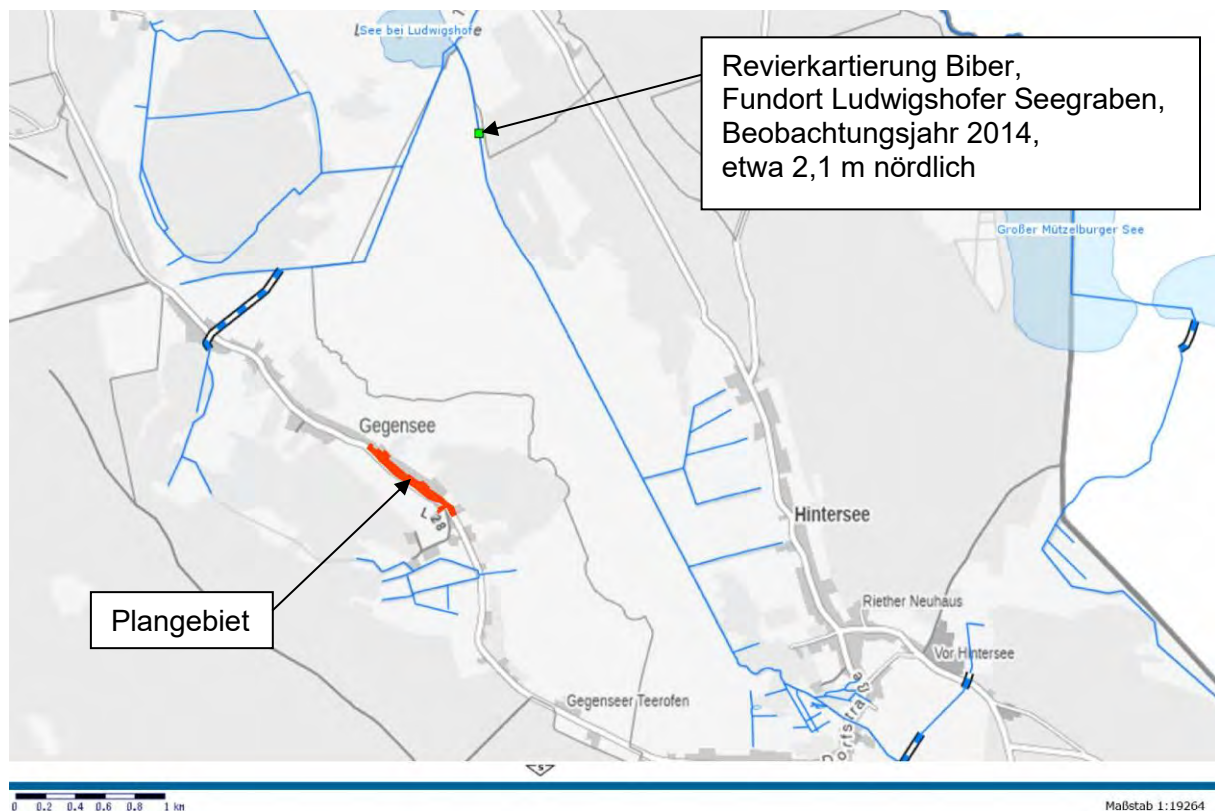 See bei Ludwigshofe
Revierkartierung Biber,
Fundort Ludwigshofer Seegraben,
Beobachtungsjahr 2014,
etwa 2,1 m nördlich
Großer Mützelburger See
Gegensee
L 28
Hintersee
Plangebiet
Riether Neuhaus
Vor Hintersee
Gegenseer Teerofen
Dorfstraße
S
0 0.2 0.4 0.6 0.8 1 km
Maßstab 1:19264